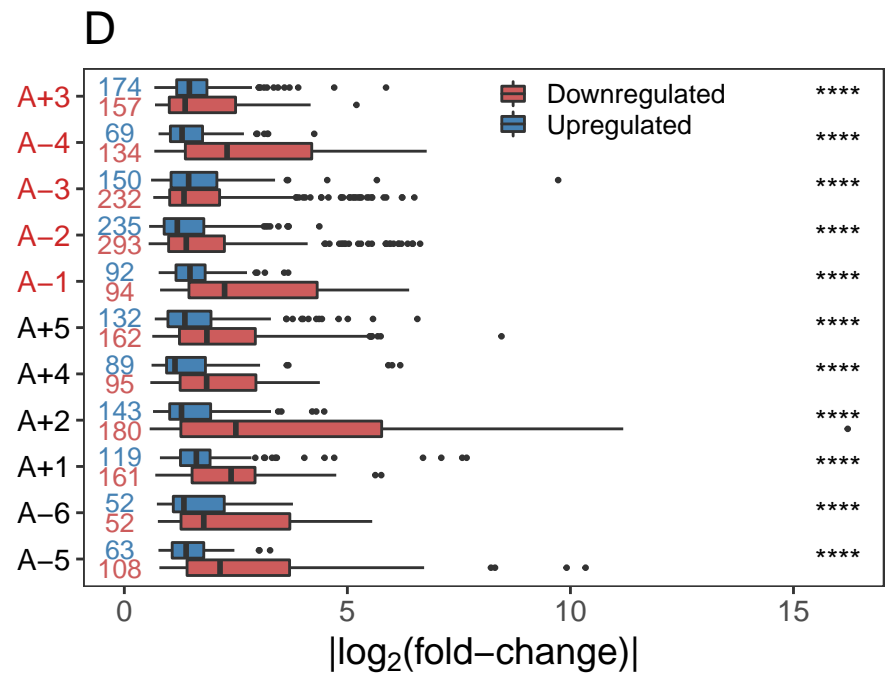 D
A+3 174 157 ****
A−4 69 134 ****
A−3 150 232 ****
A−2 235 293 ****
A−1 92 94 ****
A+5 132 162 ****
A+4 89 95 ****
A+2 143 180 ****
A+1 119 161 ****
A−6 52 52 ****
A−5 63 108 ****
Downregulated
Upregulated
0 5 10 15
|log₂(fold−change)|